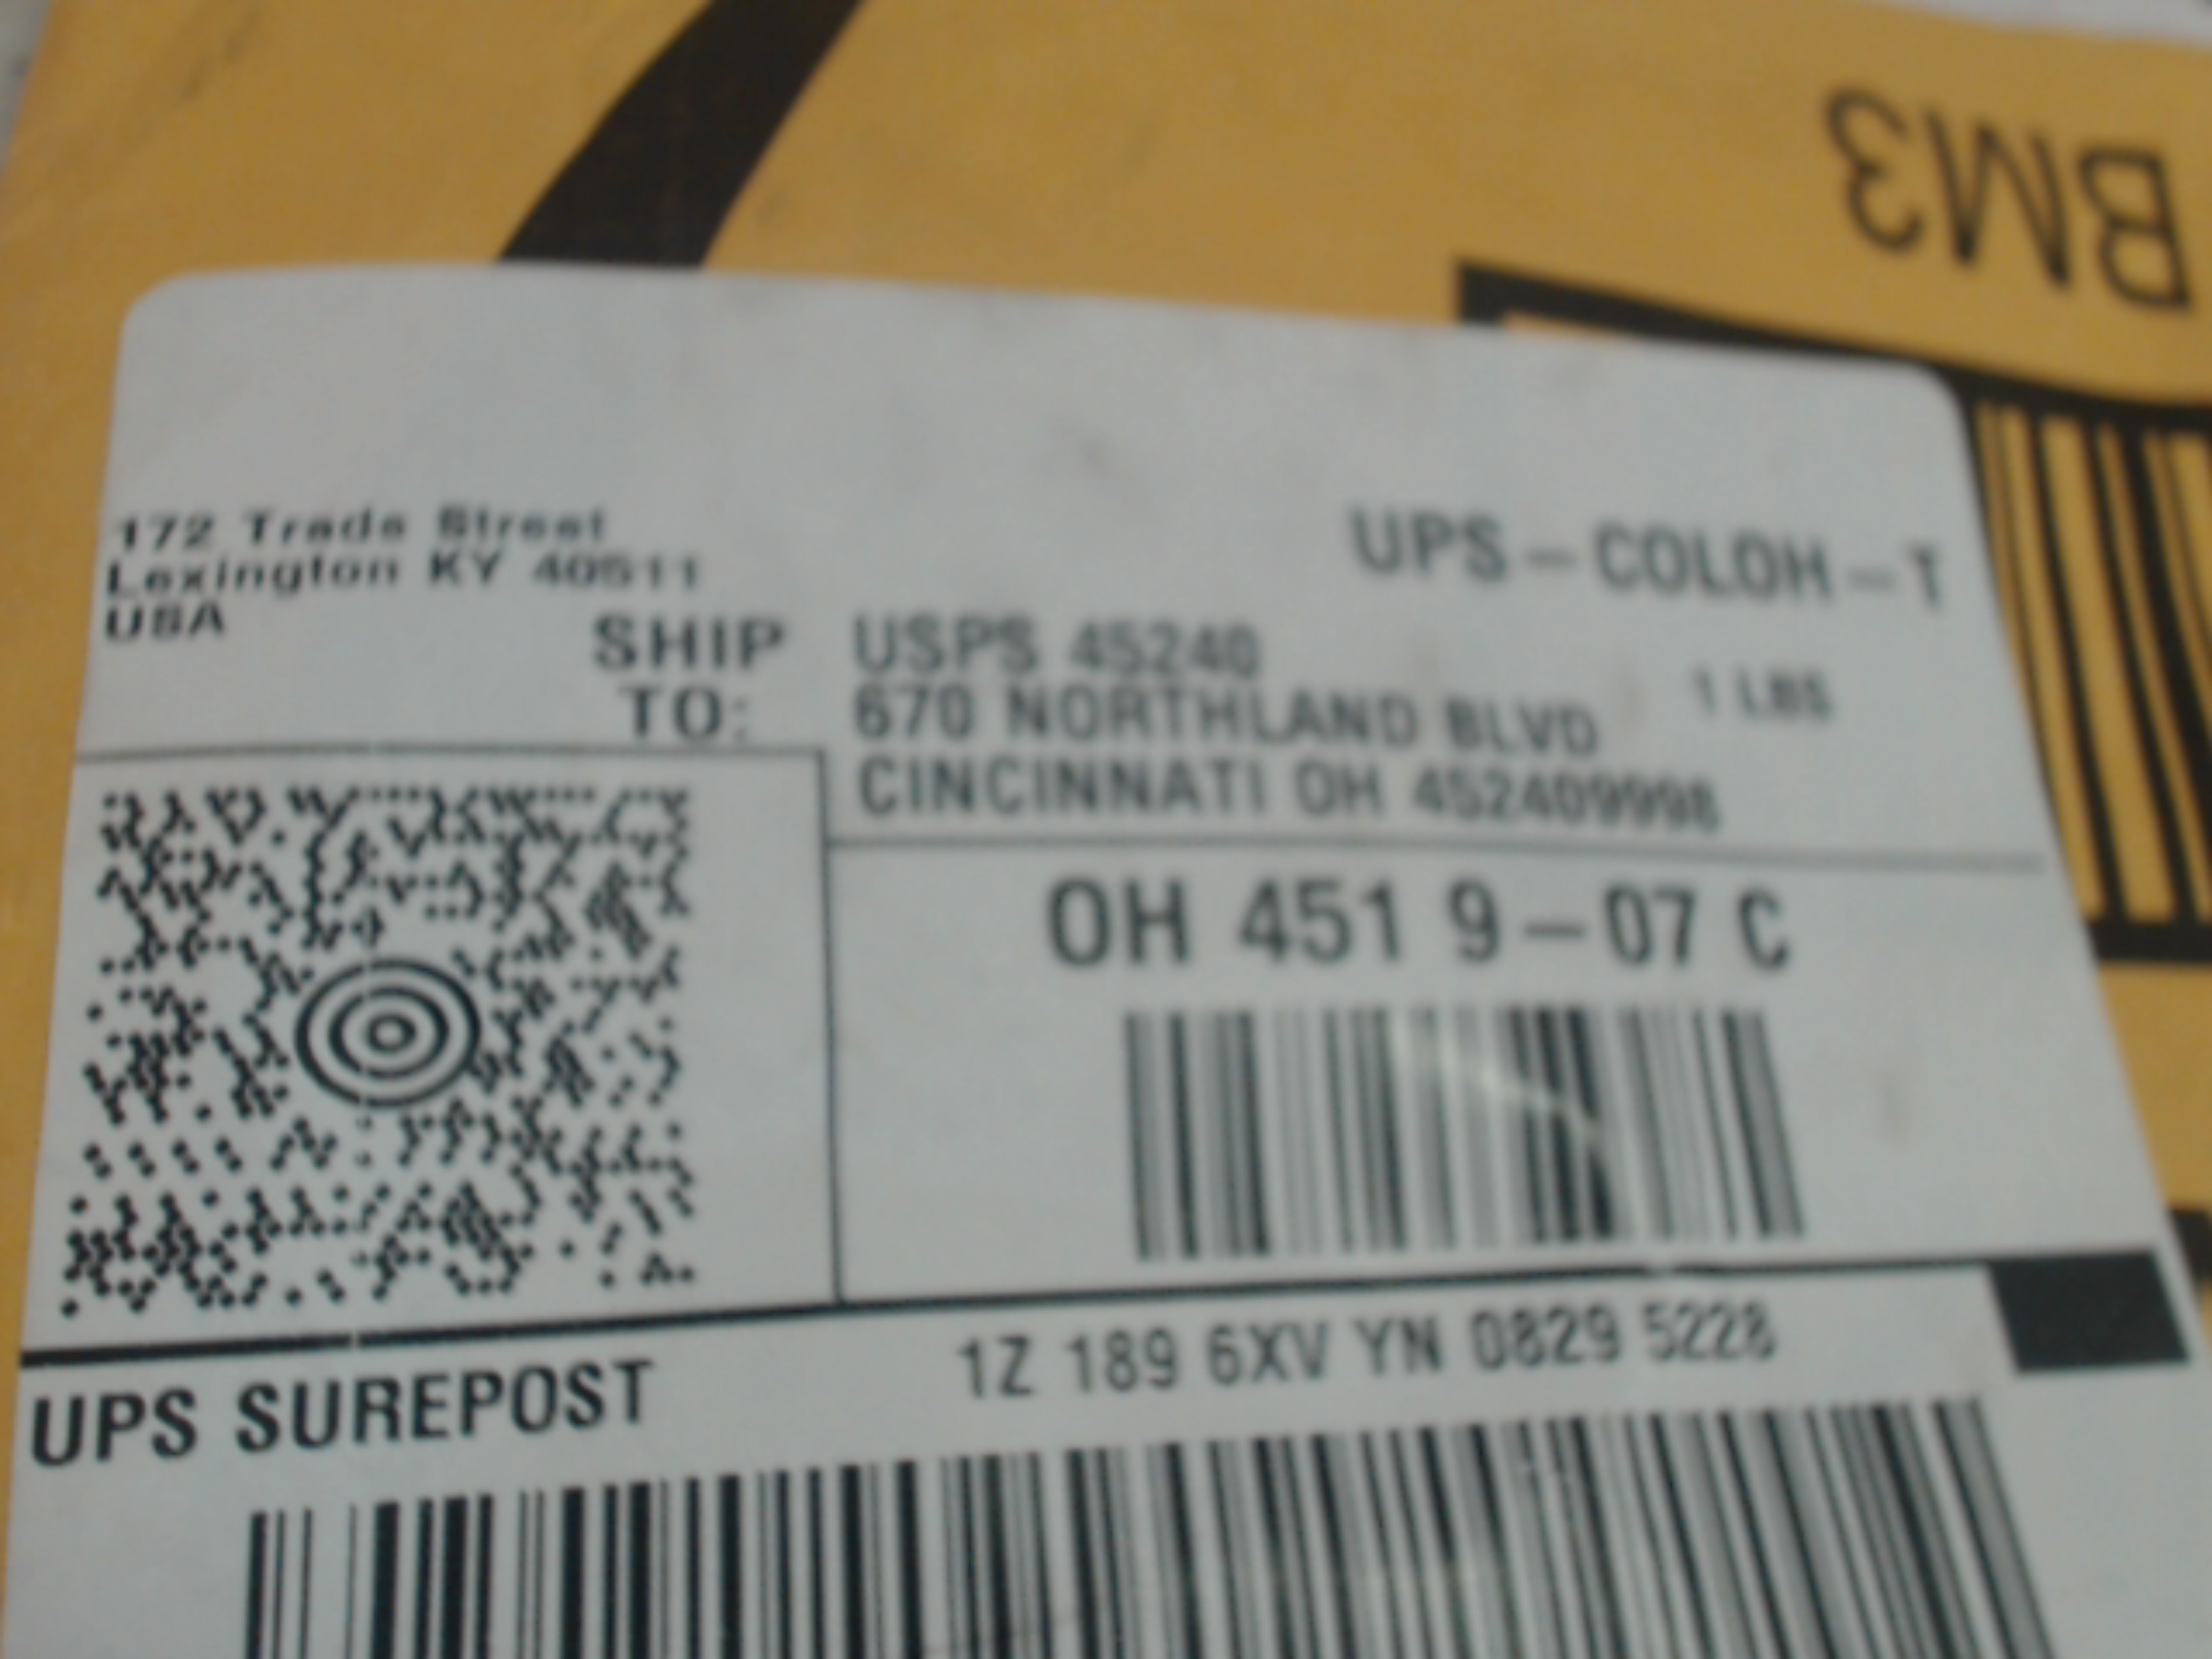 BM3
172 Trade Street
Lexington KY 40511
USA
UPS - COLOH - T
SHIP TO:
USPS 45240
1 LBS
670 NORTHLAND BLVD
CINCINNATI OH 452409998
OH 451 9-07 C
UPS SUREPOST
1Z 189 6XV YN 0829 5228